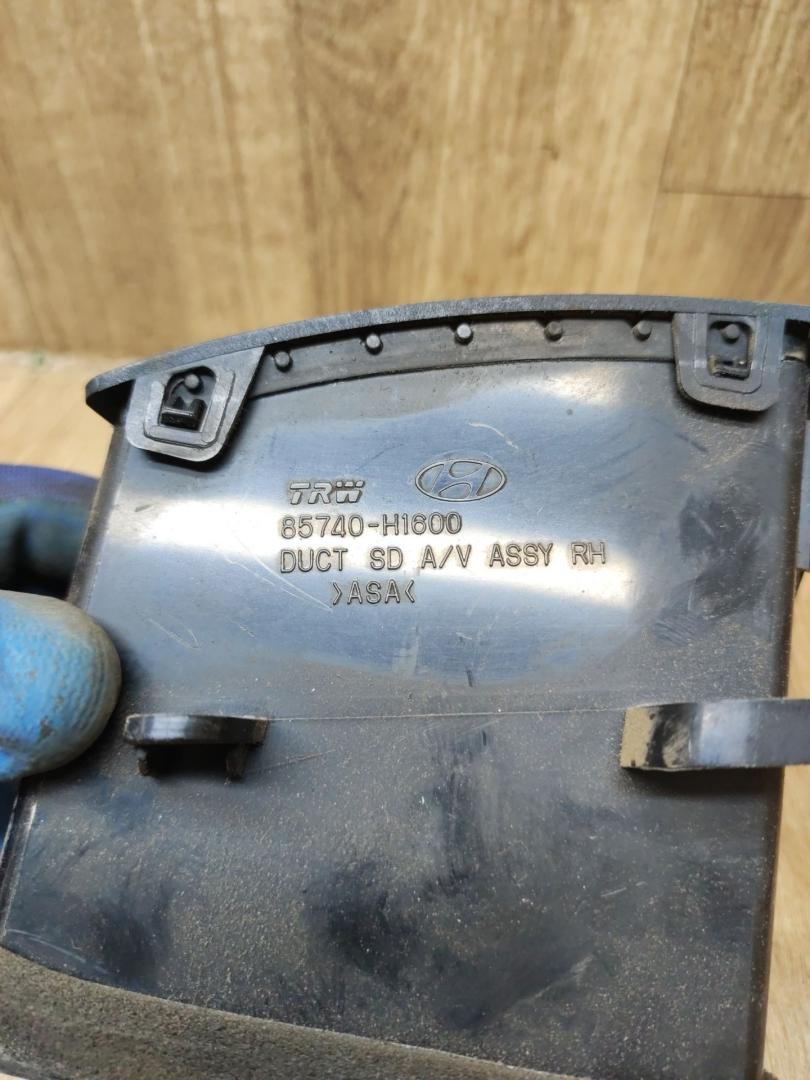 TRW
85740-H1600
DUCT SD A/V ASSY RH
>ASA<